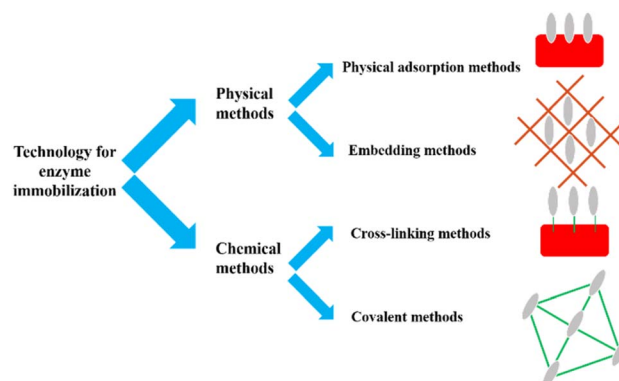 Technology for
enzyme
immobilization
Physical
methods
Chemical
methods
Physical adsorption methods
Embedding methods
Cross-linking methods
Covalent methods